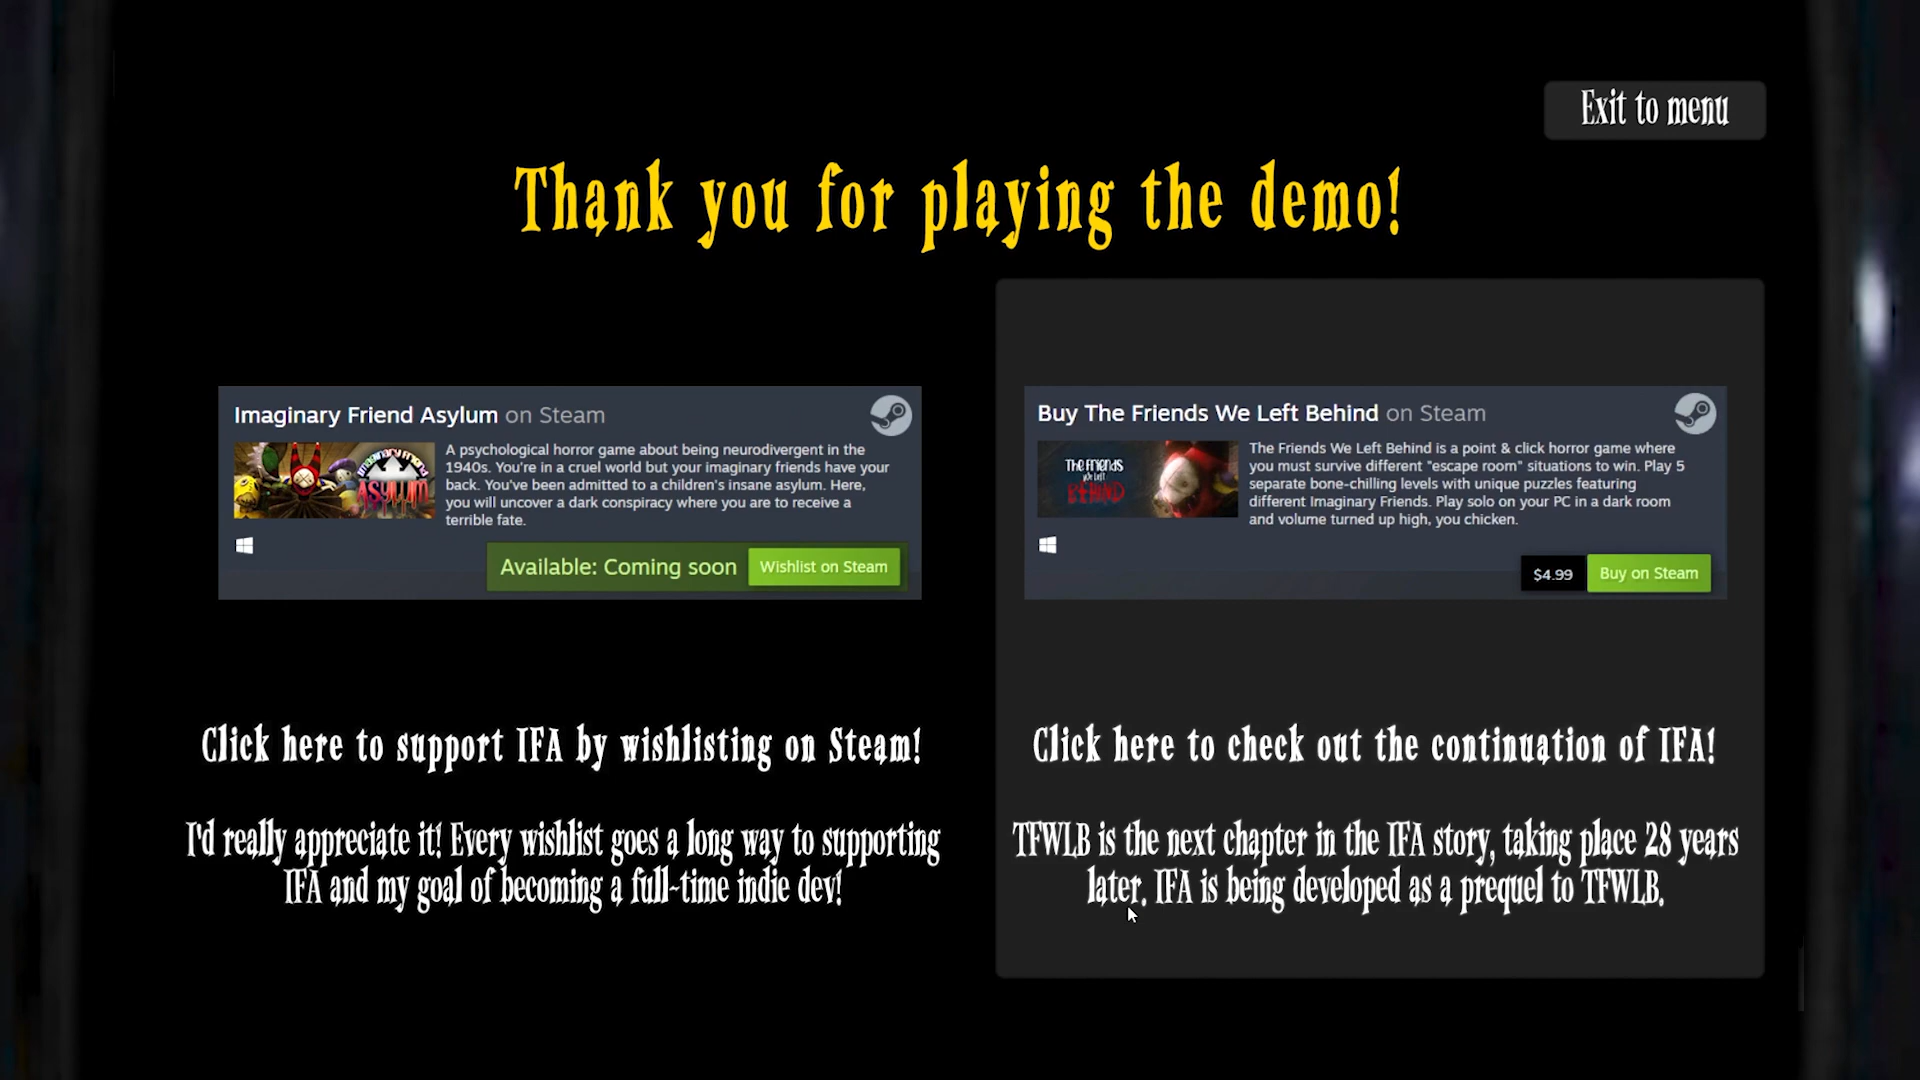 Exit to menu
Thank you for playing the demo!
Imaginary Friend Asylum on Steam
IMAGINARY FRIEND
ASYLUM
A psychological horror game about being neurodivergent in the
1940s. You're in a cruel world but your imaginary friends have your
back. You've been admitted to a children's insane asylum. Here,
you will uncover a dark conspiracy where you are to receive a
terrible fate.
Available: Coming soon
Wishlist on Steam
Buy The Friends We Left Behind on Steam
THE FRIENDS
WE LEFT
BEHIND
The Friends We Left Behind is a point & click horror game where
you must survive different "escape room" situations to win. Play 5
separate bone-chilling levels with unique puzzles featuring
different Imaginary Friends. Play solo on your PC in a dark room
and volume turned up high, you chicken.
$4.99
Buy on Steam
Click here to support IFA by wishlisting on Steam!
I'd really appreciate it! Every wishlist goes a long way to supporting
IFA and my goal of becoming a full-time indie dev!
Click here to check out the continuation of IFA!
TFWLB is the next chapter in the IFA story, taking place 28 years
later. IFA is being developed as a prequel to TFWLB.